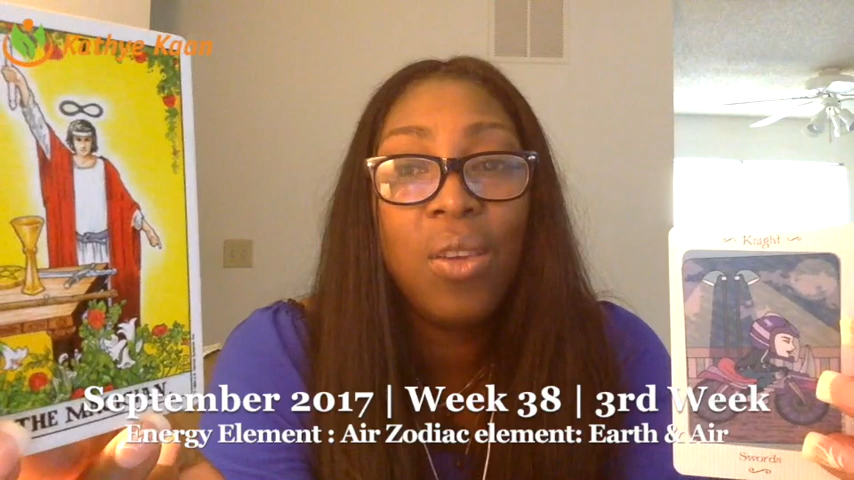 Kathye Kaan
Knight
THE MAGICIAN
September 2017 | Week 38 | 3rd Week
Energy Element : Air Zodiac element: Earth & Air
Swords